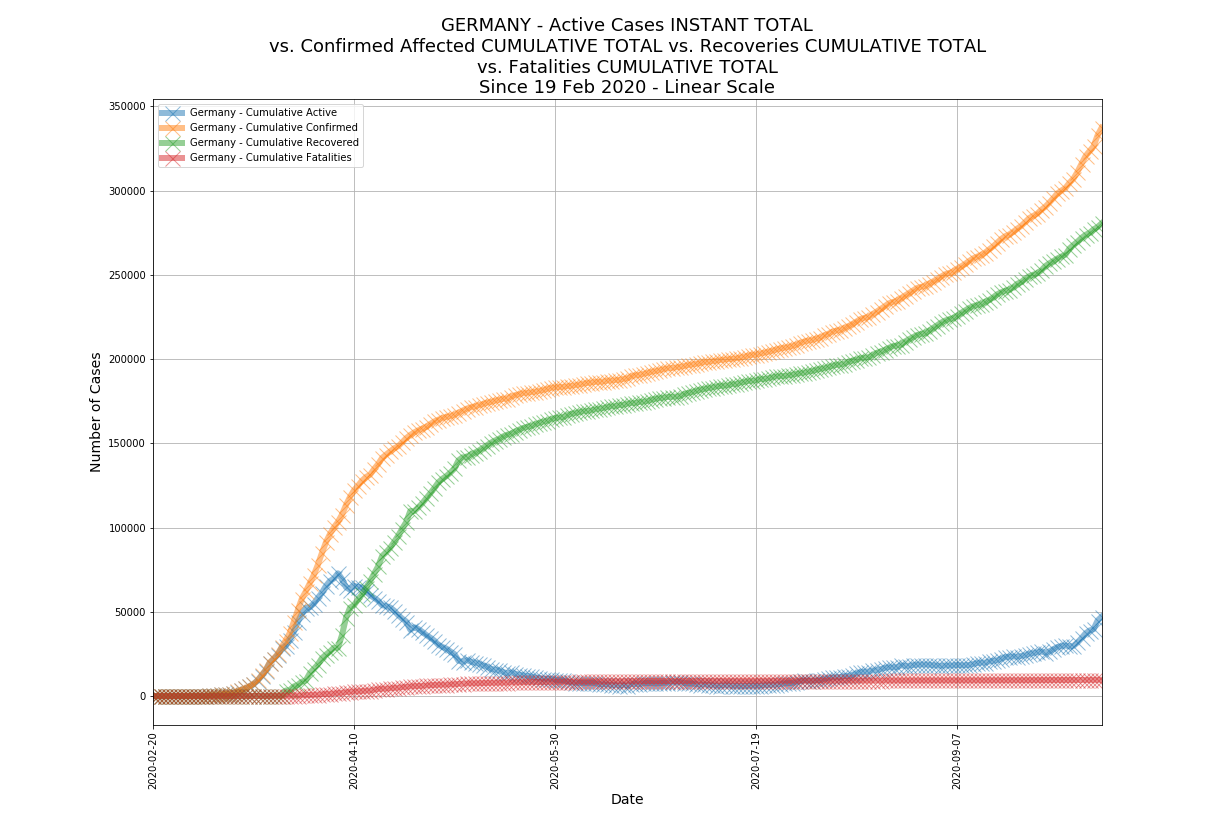 GERMANY - Active Cases INSTANT TOTAL
vs. Confirmed Affected CUMULATIVE TOTAL vs. Recoveries CUMULATIVE TOTAL
vs. Fatalities CUMULATIVE TOTAL
Since 19 Feb 2020 - Linear Scale
Germany - Cumulative Active
Germany - Cumulative Confirmed
Germany - Cumulative Recovered
Germany - Cumulative Fatalities
Number of Cases
350000
300000
250000
200000
150000
100000
50000
0
2020-02-20
2020-04-10
2020-05-30
2020-07-19
2020-09-07
Date